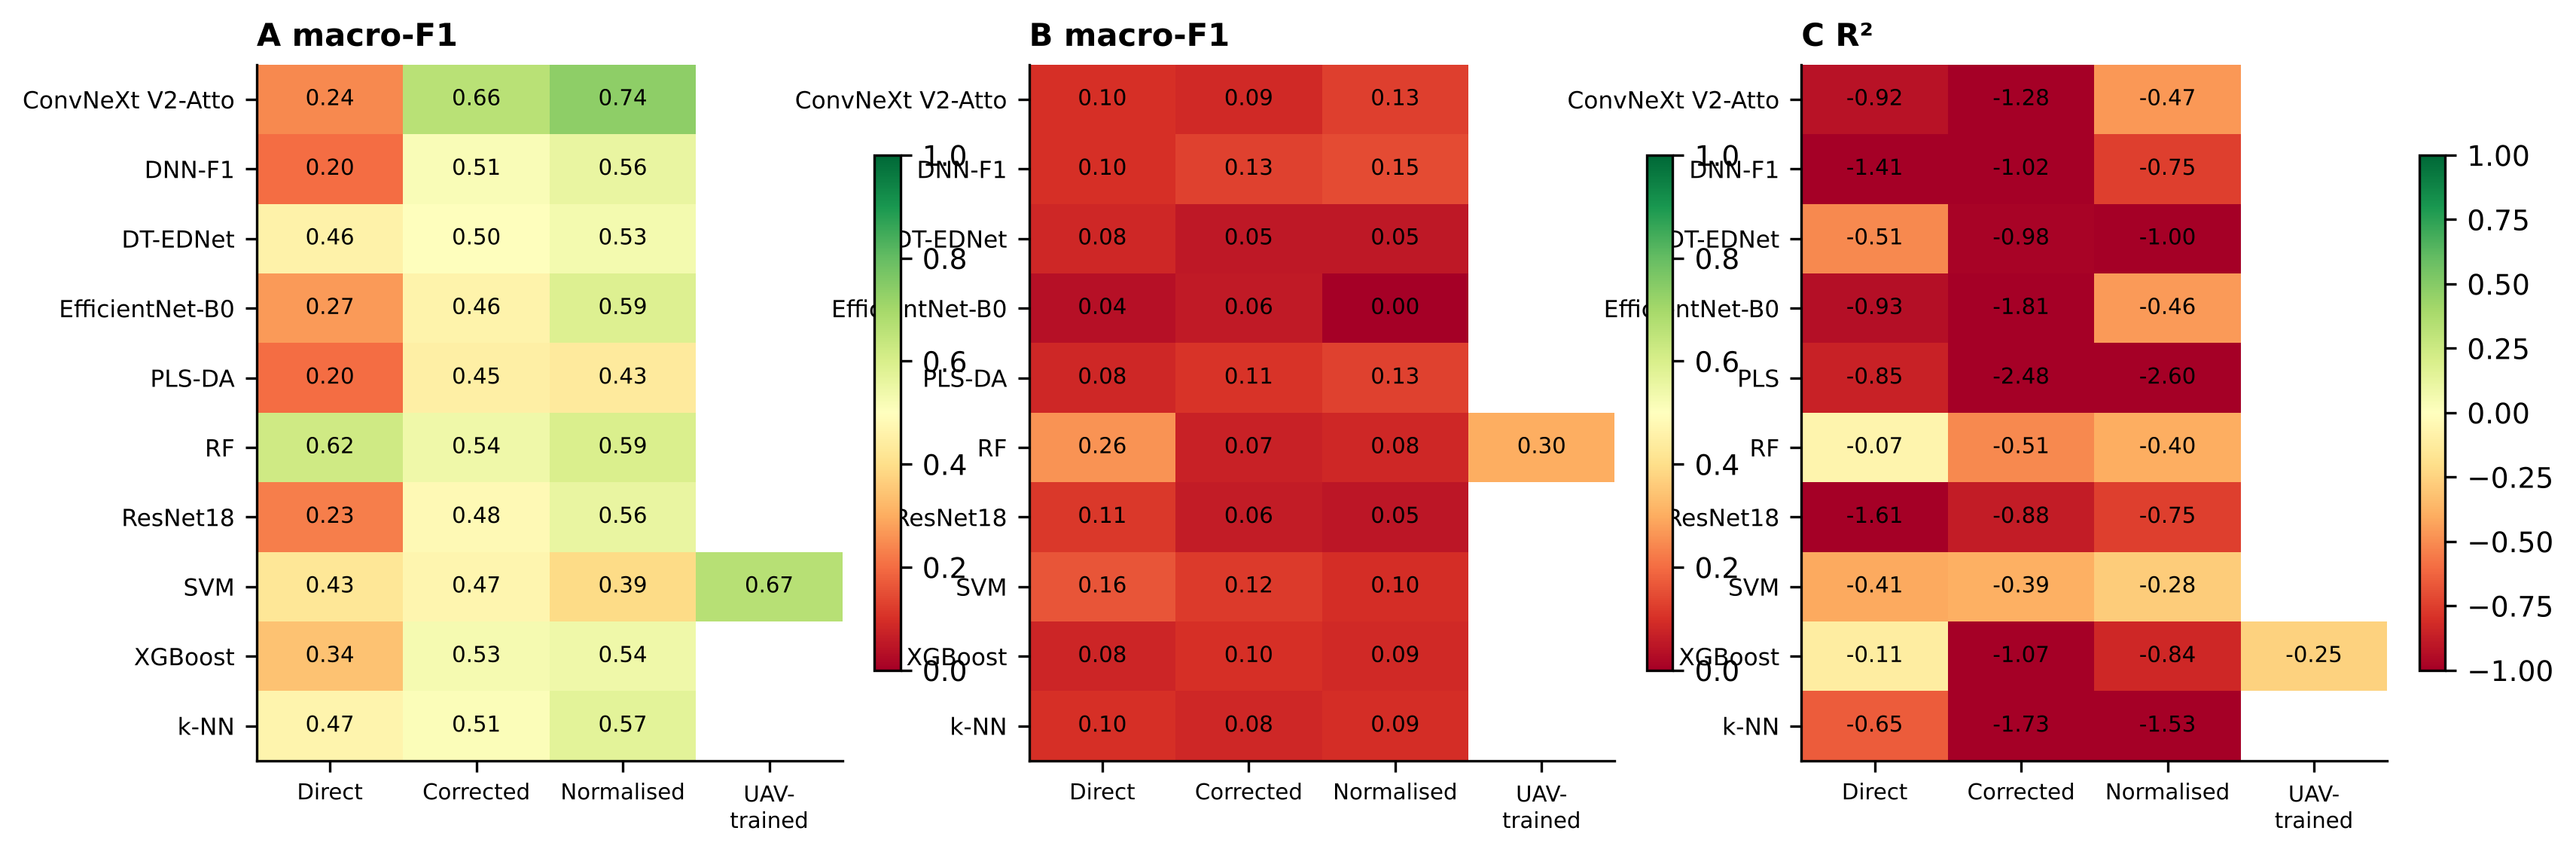 A macro-F1
ConvNeXt V2-Atto 0.24 0.66 0.74
DNN-F1 0.20 0.51 0.56
DT-EDNet 0.46 0.50 0.53
EfficientNet-B0 0.27 0.46 0.59
PLS-DA 0.20 0.45 0.43
RF 0.62 0.54 0.59
ResNet18 0.23 0.48 0.56
SVM 0.43 0.47 0.39 0.67
XGBoost 0.34 0.53 0.54
k-NN 0.47 0.51 0.57
Direct Corrected Normalised UAV-
trained
1.0
0.8
0.6
0.4
0.2
0.0
B macro-F1
ConvNeXt V2-Atto 0.10 0.09 0.13
DNN-F1 0.10 0.13 0.15
DT-EDNet 0.08 0.05 0.05
EfficientNet-B0 0.04 0.06 0.00
PLS-DA 0.08 0.11 0.13
RF 0.26 0.07 0.08 0.30
ResNet18 0.11 0.06 0.05
SVM 0.16 0.12 0.10
XGBoost 0.08 0.10 0.09
k-NN 0.10 0.08 0.09
Direct Corrected Normalised UAV-
trained
1.0
0.8
0.6
0.4
0.2
0.0
C R²
ConvNeXt V2-Atto -0.92 -1.28 -0.47
DNN-F1 -1.41 -1.02 -0.75
DT-EDNet -0.51 -0.98 -1.00
EfficientNet-B0 -0.93 -1.81 -0.46
PLS -0.85 -2.48 -2.60
RF -0.07 -0.51 -0.40
ResNet18 -1.61 -0.88 -0.75
SVM -0.41 -0.39 -0.28
XGBoost -0.11 -1.07 -0.84 -0.25
k-NN -0.65 -1.73 -1.53
Direct Corrected Normalised UAV-
trained
1.00
0.75
0.50
0.25
0.00
−0.25
−0.50
−0.75
−1.00